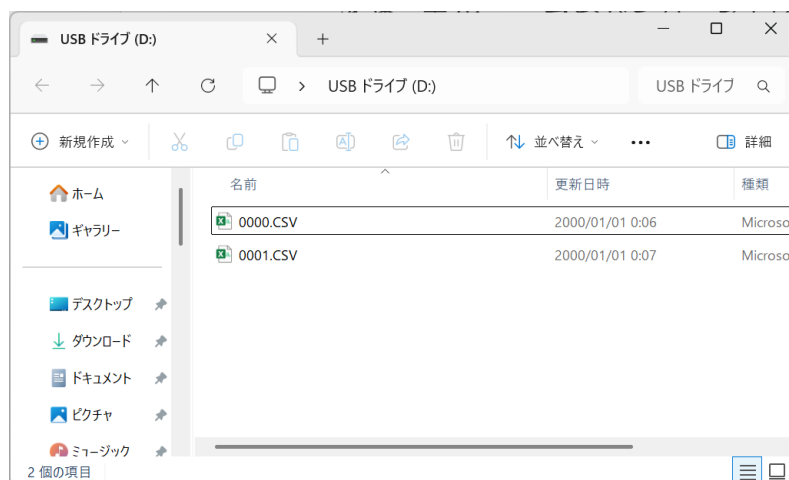 USB ドライブ (D:)
USB ドライブ (D:)
USB ドライブ
新規作成
並べ替え
詳細
名前
更新日時
種類
ホーム
ギャラリー
0000.CSV
2000/01/01 0:06
Microso
0001.CSV
2000/01/01 0:07
Microso
デスクトップ
ダウンロード
ドキュメント
ピクチャ
ミュージック
2 個の項目